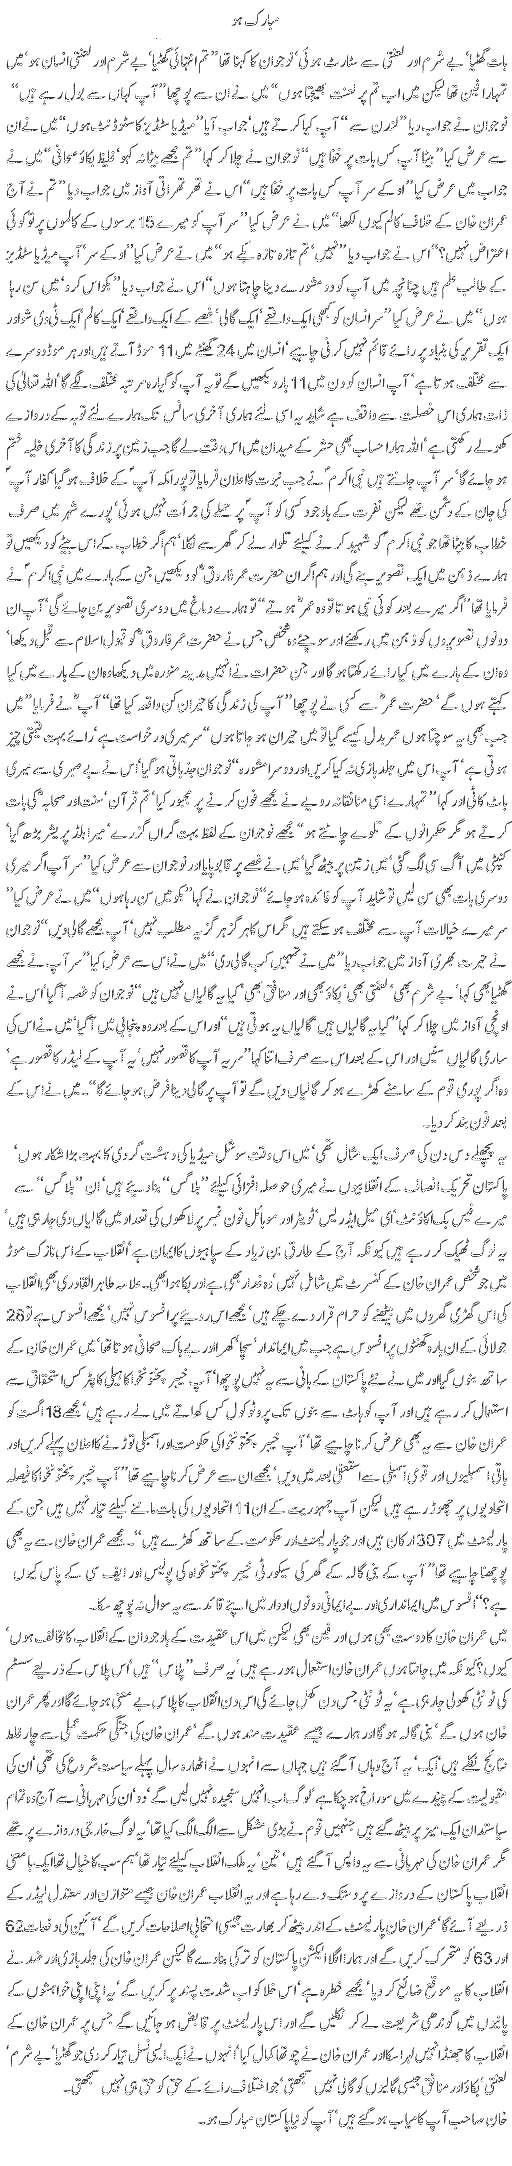 مبارک ہو
بات گھٹیا‘ بے شرم اور لعنتی سے سٹارٹ ہوئی‘ نوجوان کا کہنا تھا ’’تم انتہائی گھٹیا‘ بے شرم اور لعنتی انسان ہو‘ میں
تمہارا فین تھا لیکن میں اب تم پر لعنت بھیجتا ہوں‘‘ میں نے ان سے پوچھا ’’آپ کہاں سے بول رہے ہیں‘‘
نوجوان نے جواب دیا ’’لندن سے‘‘ آپ کیا کرتے ہیں‘ جواب آیا ’’میڈیا سٹڈیز کا سٹوڈنٹ ہوں‘‘ میں نے ان
سے عرض کیا ’’بیٹا آپ کس بات پر خفا ہیں‘‘ نوجوان نے چلا کر کہا ’’تم مجھے بیٹا نہ کہو‘ غلیظ بکاؤ صحافی‘‘ میں نے
جواب میں عرض کیا ’’اوکے سر آپ کس بات پر خفا ہیں‘‘ اس نے تھرتھراتی آواز میں جواب دیا ’’تم نے آج
عمران خان کے خلاف کالم کیوں لکھا‘‘ میں نے عرض کیا ’’سر آپ کو میرے 15 برسوں کے کالموں پر تو کوئی
اعتراض نہیں؟‘‘ اس نے جواب دیا ’’نہیں‘ تم تازہ تازہ بکے ہو‘‘ میں نے عرض کیا ’’اوکے سر‘ آپ میڈیا سٹڈیز
کے طالب علم ہیں چنانچہ میں آپ کو دو مشورے دینا چاہتا ہوں‘‘ اس نے جواب دیا ’’بکواس کرو‘ میں سن رہا
ہوں‘‘ میں نے عرض کیا ’’سر انسان کو کبھی ایک واقعے‘ ایک گالی‘ غصے کے ایک واقعے‘ ایک کالم‘ ایک ٹی وی شو اور
ایک تقریر کی بنیاد پر رائے قائم نہیں کرنی چاہیے‘ انسان میں 24 گھنٹے میں 11 موڈ آتے ہیں اور ہر موڈ دوسرے
سے مختلف ہوتا ہے‘ آپ انسان کو دن میں 11 بار دیکھیں گے تو یہ آپ کو گیارہ مرتبہ مختلف لگے گا‘ اللہ تعالیٰ کی
ذات ہماری اس خصلت سے واقف ہے شاید یہ اسی لئے ہماری آخری سانس تک ہمارے لئے توبہ کے دروازے
کھولے رکھتی ہے‘ اللہ ہمارا حساب بھی حشر کے میدان میں اس وقت لے گا جب زمین پر زندگی کا آخری خلیہ ختم
ہو جائے گا‘ سر آپ جانتے ہیں نبی اکرمؐ نے جب نبوت کا اعلان فرمایا تو پورا مکہ آپؐ کے خلاف ہو گیا‘ کفار آپؐ
کی جان کے دشمن تھے لیکن نفرت کے باوجود کسی کو آپؐ پر حملے کی جرأت نہیں ہوئی‘ پورے شہر میں صرف
خطاب کا بیٹا تھا جو نبی اکرمؐ کو شہید کرنے کیلئے تلوار لے کر گھر سے نکلا‘ ہم اگر خطاب کے اس بیٹے کو دیکھیں تو
ہمارے ذہن میں ایک تصویر بنے گی اور ہم اگر ان حضرت عمر فاروقؓ کو دیکھیں جن کے بارے میں نبی اکرمؐ نے
فرمایا تھا ’’اگر میرے بعد کوئی نبی ہوتا تو وہ عمرؓ ہوتے‘‘ تو ہمارے دماغ میں دوسری تصویر بن جائے گی‘ آپ ان
دونوں تصویروں کو ذہن میں رکھئے اور سوچئے وہ شخص جس نے حضرت عمر فاروقؓ کو قبول اسلام سے قبل دیکھا‘
وہ ان کے بارے میں کیا رائے رکھتا ہو گا اور جن حضرات نے انہیں مدینہ منورہ میں دیکھا وہ ان کے بارے میں کیا
کہتے ہوں گے‘ حضرت عمرؓ سے کسی نے پوچھا ’’آپ کی زندگی کا حیران کن واقعہ کیا تھا‘‘ آپؓ نے فرمایا ’’میں
جب بھی یہ سوچتا ہوں عمر بدل کیسے گیا تو میں حیران ہو جاتا ہوں‘‘ سر میری درخواست ہے‘ رائے بہت قیمتی چیز
ہوتی ہے‘ آپ اس میں جلد بازی نہ کیا کریں اور دوسرا مشورہ‘‘ نوجوان جذباتی ہو گیا‘ اس نے بے صبری سے میری
بات کاٹی اور کہا ’’تمہارے اسی منافقانہ رویے نے مجھے فون کرنے پر مجبور کیا‘ تم قرآن‘ سنت اور صحابہؓ کی بات
کرتے ہو مگر حکمرانوں کے تلوے چاٹتے ہو‘‘ مجھے نوجوان کے لفظ بہت گراں گزرے‘ میرا بلڈ پریشر بڑھ گیا‘
کنپٹی میں آگ سی لگ گئی‘ میں زمین پر بیٹھ گیا‘ میں نے غصے پر قابو پایا اور نوجوان سے عرض کیا ’’سر آپ اگر میری
دوسری بات بھی سن لیں تو شاید آپ کو فائدہ ہو جائے‘‘ نوجوان نے کہا ’’بکو میں سن رہا ہوں‘‘ میں نے عرض کیا ’’
سر میرے خیالات آپ سے مختلف ہو سکتے ہیں مگر اس کا ہرگز ہرگز یہ مطلب نہیں‘ آپ مجھے گالی دیں‘‘ نوجوان
نے حیرت بھری آواز میں جواب دیا ’’میں نے تمہیں کب گالی دی‘‘ میں نے اس سے عرض کیا ’’سر آپ نے مجھے
گھٹیا بھی کہا‘ بے شرم بھی‘ لعنتی بھی‘ بکاؤ بھی اور منافق بھی‘ کیا یہ گالیاں نہیں ہیں‘‘ نوجوان کو غصہ آ گیا‘ اس نے
اونچی آواز میں چلا کر کہا ’’کیا یہ گالیاں ہیں‘ گالیاں یہ ہوتی ہیں‘‘ اور اس کے بعد وہ پنجابی میں آ گیا‘ میں نے اس کی
ساری گالیاں سنیں اور اس کے بعد اس سے صرف اتنا کہا ’’سر یہ آپ کا قصور نہیں‘ یہ آپ کے لیڈر کا قصور ہے‘
وہ اگر پوری قوم کے سامنے کھڑے ہو کر گالیاں دیں گے تو آپ پر گالی دینا فرض ہو جائے گا‘‘۔ میں نے اس کے
بعد فون بند کر دیا۔
یہ پچھلے دس دن کی صرف ایک مثال تھی‘ میں اس وقت سوشل میڈیا کی دہشت گردی کا بہت بڑا شکار ہوں‘
پاکستان تحریک انصاف کے انقلابیوں نے میری حوصلہ افزائی کیلئے ’’پلاگس‘‘ بنا دیئے ہیں‘ ان ’’پلاگس‘‘ سے
میرے فیس بک اکاؤنٹ‘ ای میل ایڈریس‘ ٹویٹر اور موبائل فون نمبر پر لاکھوں کی تعداد میں گالیاں دی جا رہی ہیں‘
یہ لوگ ٹھیک کر رہے ہیں کیونکہ آج کے طارق بن زیاد کے سپاہیوں کا ایمان ہے‘ انقلاب کے اس نازک موڑ
میں جو شخص عمران خان کے کنسرٹ میں شامل نہیں‘ وہ غدار بھی ہے اور بکا ہوا بھی۔ علامہ طاہر القادری بھی انقلاب
کی اس گھڑی گھروں میں بیٹھنے کو حرام قرار دے چکے ہیں‘ مجھے اس رویئے پر افسوس نہیں‘ مجھے افسوس ہے تو 26
جولائی کے ان بارہ گھنٹوں پر افسوس ہے جب میں ایماندار‘ سچا‘ کھرا اور بے باک صحافی ہوتا تھا‘ میں عمران خان کے
ساتھ بنوں گیا اور میں نے نئے پاکستان کے بانی سے یہ نہیں پوچھا‘ آپ خیبر پختونخواہ کا ہیلی کاپٹر کس استحقاق سے
استعمال کر رہے ہیں اور آپ کوہاٹ سے بنوں تک پروٹوکول کس کھاتے میں لے رہے ہیں‘ مجھے 18 اگست کو
عمران خان سے یہ بھی عرض کرنا چاہیے تھا‘ آپ خیبر پختونخواہ کی حکومت اور اسمبلی توڑنے کا اعلان پہلے کریں اور
باقی اسمبلیوں اور قومی اسمبلی سے استعفیٰ بعد میں دیں‘ مجھے ان سے عرض کرنا چاہیے تھا ’’آپ خیبر پختونخواہ کا فیصلہ
اتحادیوں پر چھوڑ رہے ہیں لیکن آپ جمہوریت کے ان 11 اتحادیوں کی بات ماننے کیلئے تیار نہیں ہیں جن کے
پارلیمنٹ میں 307 ارکان ہیں اور جو پارلیمنٹ اور حکومت کے ساتھ کھڑے ہیں‘‘۔ مجھے عمران خان سے یہ بھی
پوچھنا چاہیے تھا ’’آپ کے بنی گالہ کے گھر کی سیکورٹی خیبر پختونخواہ کی پولیس اور ایف سی کے پاس کیوں
ہے؟‘‘ افسوس میں ایمانداری اور بے ایمانی دونوں ادوار میں اپنے قائد سے یہ سوال نہ پوچھ سکا۔
میں عمران خان کا دوست بھی ہوں اور فین بھی لیکن میں اس عقیدت کے باوجود ان کے انقلاب کا مخالف ہوں‘
کیوں؟ کیونکہ میں جانتا ہوں عمران خان استعمال ہو رہے ہیں‘ یہ صرف ’’پلاس‘‘ ہیں‘ اس پلاس کے ذریعے سسٹم
کی ٹونٹی کھولی جا رہی ہے‘ یہ ٹونٹی جس دن کھل جائے گی اس دن انقلاب کا پلاس بے معنی ہو جائے گا اور پھر عمران
خان ہوں گے‘ بنی گالہ ہو گا اور ہمارے جیسے عقیدت مند ہوں گے‘ عمران خان کی جنگی حکمت عملی سے چار غلط
نتائج نکلے ہیں‘ ایک‘ یہ آج وہاں آ گئے ہیں جہاں سے انہوں نے اٹھارہ سال پہلے سیاست شروع کی تھی‘ ان کی
مقبولیت کے پیندے میں سوراخ ہو چکا ہے‘ لوگ اب انہیں سنجیدہ نہیں لیں گے‘ دو‘ ان کی مہربانی سے آج وہ تمام
سیاستدان ایک میز پر بیٹھ گئے ہیں جنہیں قوم نے بڑی مشکل سے الگ الگ کیا تھا‘ یہ لوگ خارجی دروازے پر تھے
مگر عمران خان کی مہربانی سے یہ واپس آ گئے ہیں‘ تین‘ یہ ملک انقلاب کیلئے تیار تھا‘ ہم سب کا خیال تھا ایک بامعنی
انقلاب پاکستان کے دروازے پر دستک دے رہا ہے اور یہ انقلاب عمران خان جیسے متوازن اور معتدل لیڈر کے
ذریعے آئے گا‘ عمران خان پارلیمنٹ کے اندر بیٹھ کر بھارت جیسی انتخابی اصلاحات کریں گے‘ آئین کی دفعات 62
اور 63 کو متحرک کریں گے اور ہمارا اگلا الیکشن پاکستان کو ترکی بنا دے گا لیکن عمران خان کی جلد بازی اور ضد نے
انقلاب کا یہ موقع ضائع کر دیا‘ مجھے خطرہ ہے‘ اس خلا کو اب شدت پسند پر کریں گے‘ یہ اپنی اپنی خواہشوں کے
پانیوں میں گوندھی شریعت لے کر نکلیں گے اور اس پارلیمنٹ پر قابض ہو جائیں گے جس پر عمران خان کے
انقلاب کا جھنڈا نہیں لہرا سکا اور عمران خان نے چوتھا کمال کیا‘ انہوں نے ایک ایسی نسل تیار کر دی جو گھٹیا‘ بے شرم‘
لعنتی‘ بکاؤ اور منافق جیسی گالیوں کو گالی نہیں سمجھتی‘ جو اختلاف رائے کے حق کو حق ہی نہیں سمجھتی۔
خان صاحب آپ کامیاب ہو گئے ہیں‘ آپ کو نیا پاکستان مبارک ہو۔